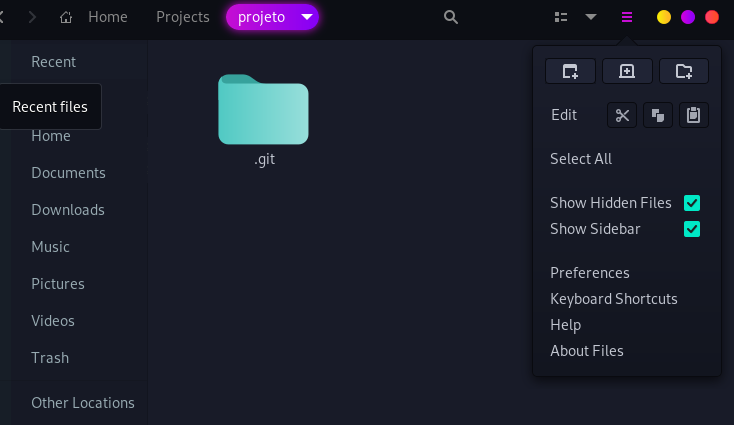 Home
Projects
projeto
Recent
Recent files
Home
Documents
Downloads
Music
Pictures
Videos
Trash
Other Locations
.git
Edit
Select All
Show Hidden Files
Show Sidebar
Preferences
Keyboard Shortcuts
Help
About Files